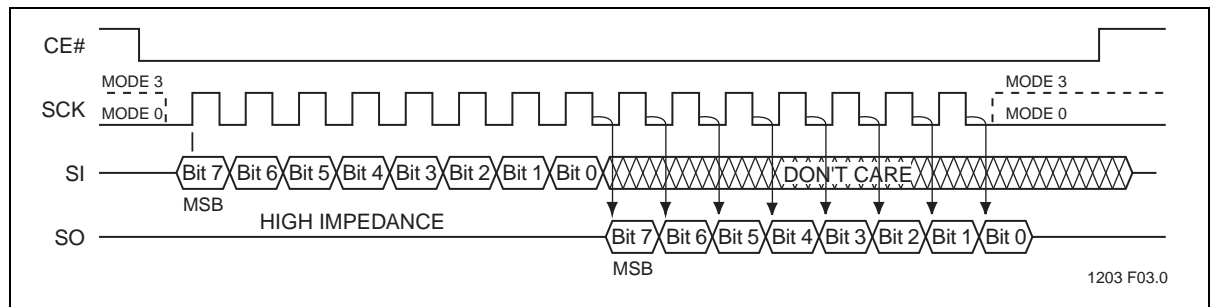 CE#
MODE 3 MODE 3
SCK MODE 0 MODE 0
SI Bit 7 Bit 6 Bit 5 Bit 4 Bit 3 Bit 2 Bit 1 Bit 0 DON'T CARE
MSB
HIGH IMPEDANCE
SO Bit 7 Bit 6 Bit 5 Bit 4 Bit 3 Bit 2 Bit 1 Bit 0
MSB
1203 F03.0